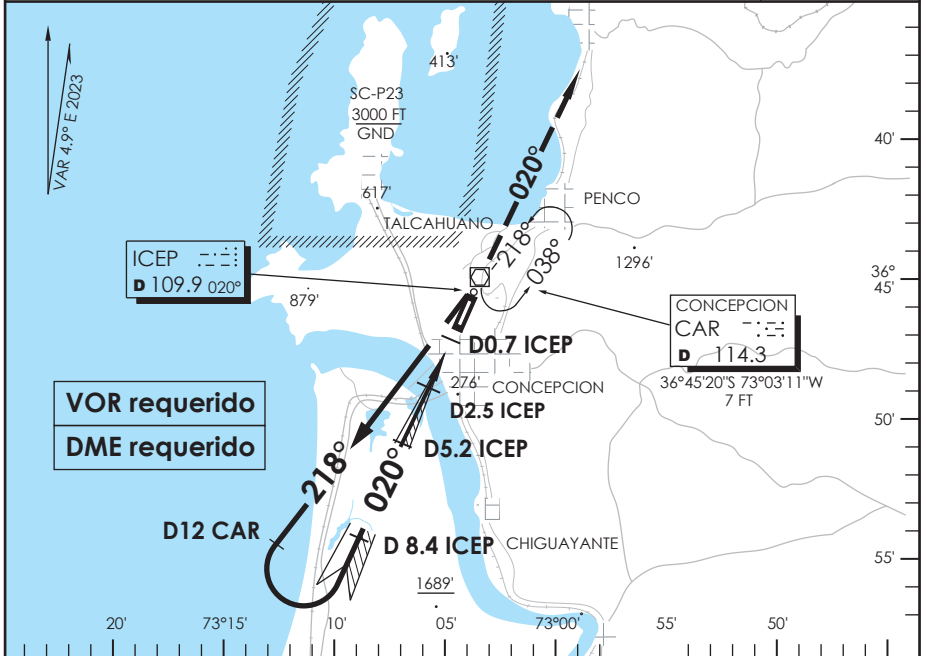 VAR 4.9° E 2023
413'
SC-P23
3000 FT
GND
40'
020°
617'
PENCO
TALCAHUANO
218°
038°
1296'
ICEP
D 109.9 020°
36°
45'
879'
CONCEPCION
CAR
D 114.3
36°45'20"S 73°03'11"W
7 FT
D0.7 ICEP
276'
CONCEPCION
D2.5 ICEP
VOR requerido
DME requerido
50'
D5.2 ICEP
218°
020°
D12 CAR
D 8.4 ICEP
CHIGUAYANTE
55'
1689'
20'
73°15'
10'
05'
73°00'
55'
50'